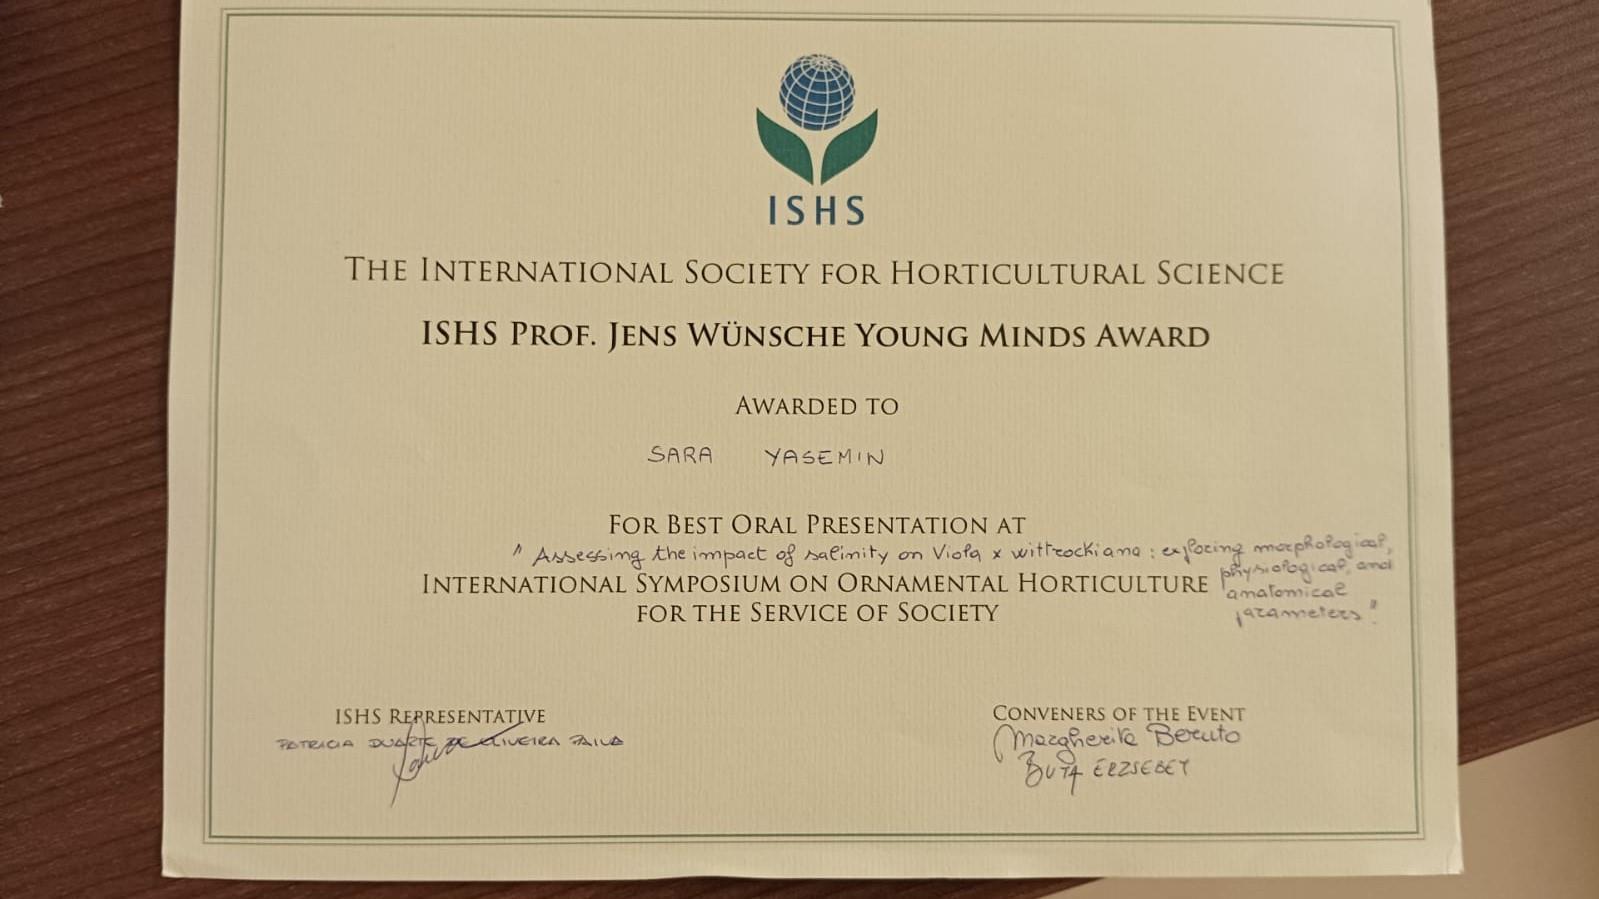 ISHS
THE INTERNATIONAL SOCIETY FOR HORTICULTURAL SCIENCE
ISHS PROF. JENS WÜNSCHE YOUNG MINDS AWARD
AWARDED TO
SARA YASEMIN
FOR BEST ORAL PRESENTATION AT
"Assessing the impact of salinity on Viola x wittrockiana: exploring morphological,
physiological, and
anatomical
parameters"
INTERNATIONAL SYMPOSIUM ON ORNAMENTAL HORTICULTURE
FOR THE SERVICE OF SOCIETY
ISHS REPRESENTATIVE
PATRICIA DUARTE DE OLIVEIRA PAIVA
CONVENERS OF THE EVENT
Margherita Beruto
BUTA ERZSEBET